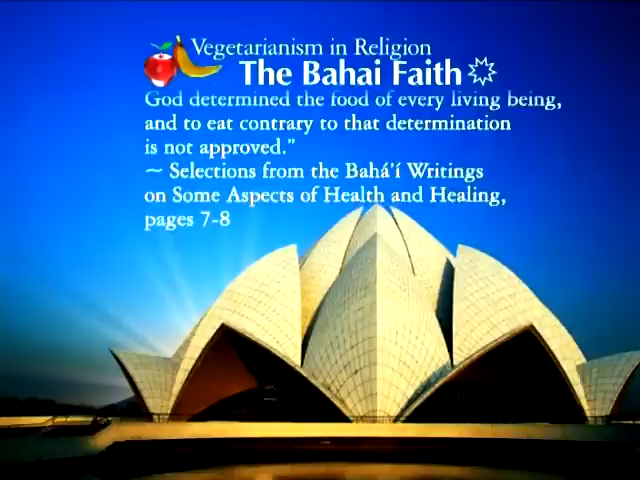 Vegetarianism in Religion
The Bahai Faith
God determined the food of every living being,
and to eat contrary to that determination
is not approved.”
~ Selections from the Bahá’í Writings
on Some Aspects of Health and Healing,
pages 7-8